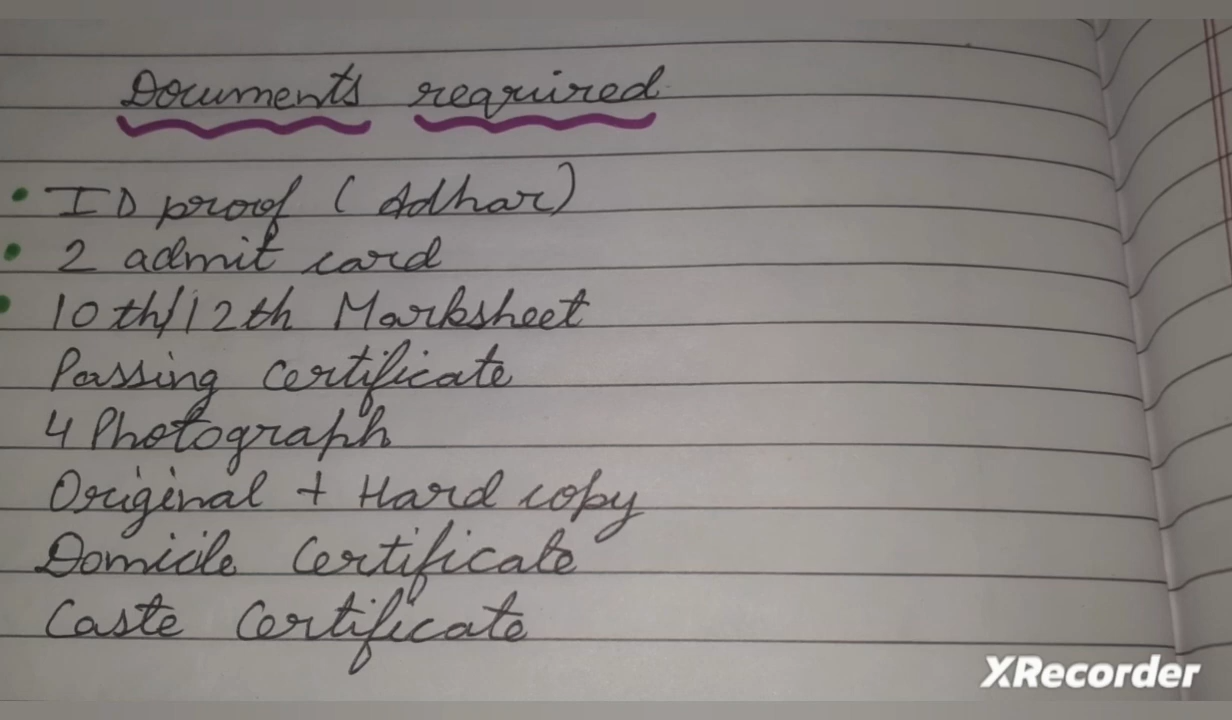 Documents required
• ID proof (Adhar)
• 2 admit card
• 10th/12th Marksheet
Passing certificate
4 Photograph
Original + Hard copy
Domicile Certificate
Caste Certificate
XRecorder